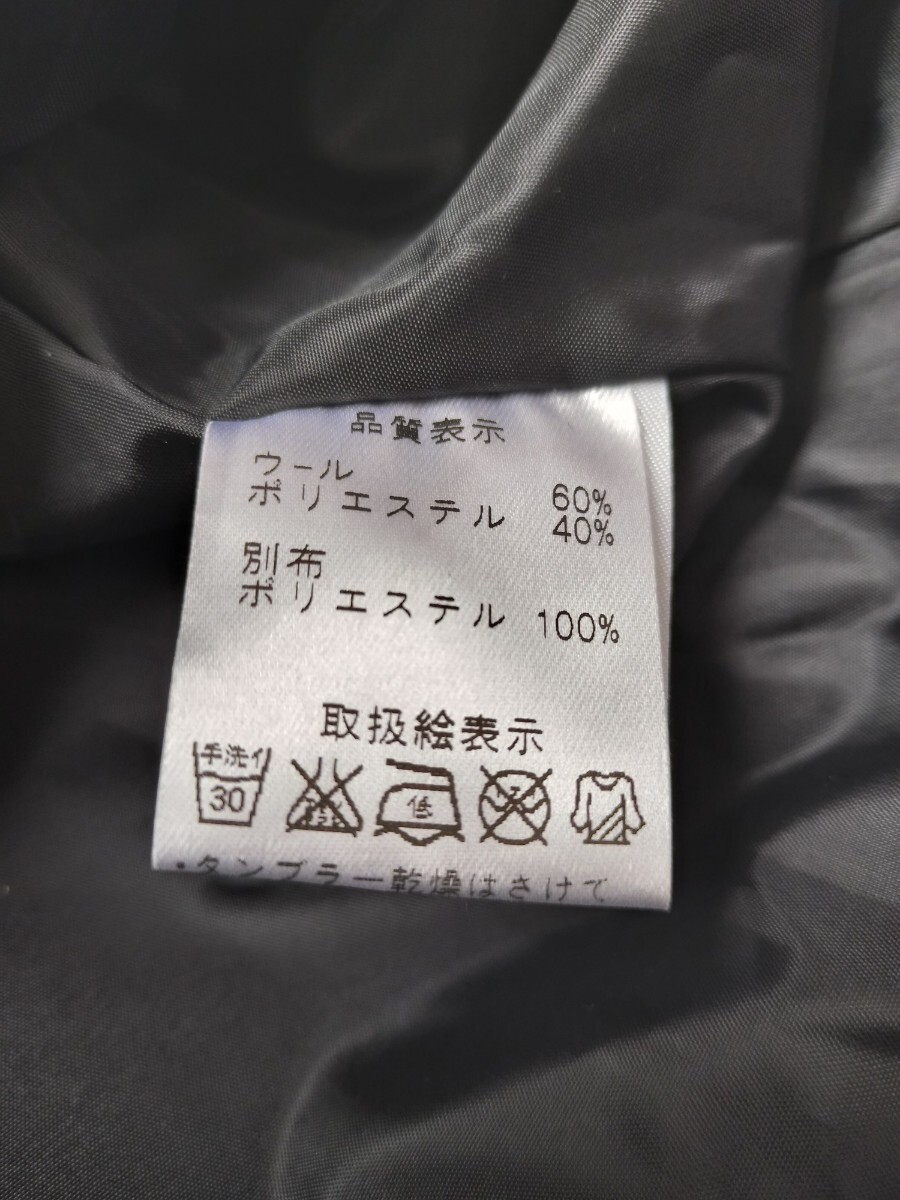 品質表示
ウール 60%
ポリエステル 40%
別布
ポリエステル 100%
取扱絵表示
手洗イ
30
低
・タンブラー乾燥はさけて